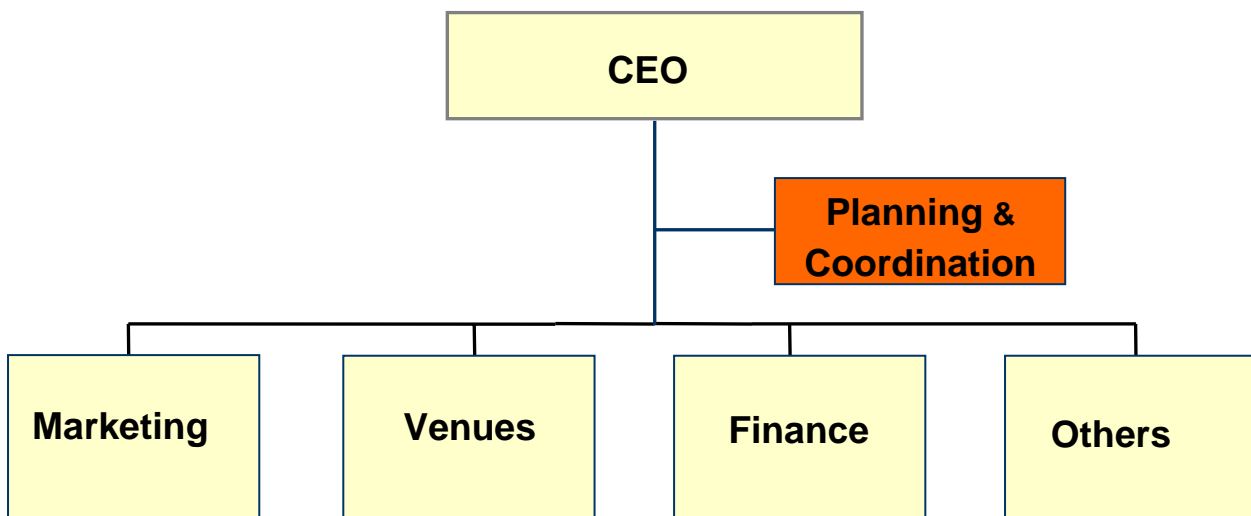 CEO
Planning &
Coordination
Marketing
Venues
Finance
Others